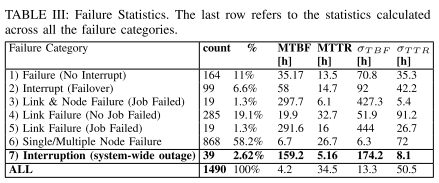 TABLE III: Failure Statistics. The last row refers to the statistics calculated
across all the failure categories.
Failure Category count % MTBF [h] MTTR [h] σTBF [h] σTTR [h]
1) Failure (No Interrupt) 164 11% 35.17 13.5 70.8 35.3
2) Interrupt (Failover) 99 6.6% 58 14.7 92 42.2
3) Link & Node Failure (Job Failed) 19 1.3% 297.7 6.1 427.3 5.4
4) Link Failure (No Job Failed) 285 19.1% 19.9 32.7 51.9 91.2
5) Link Failure (Job Failed) 19 1.3% 291.6 16 444 26.7
6) Single/Multiple Node Failure 868 58.2% 6.7 26.7 6.3 72
7) Interruption (system-wide outage) 39 2.62% 159.2 5.16 174.2 8.1
ALL 1490 100% 4.2 34.5 13.3 50.5